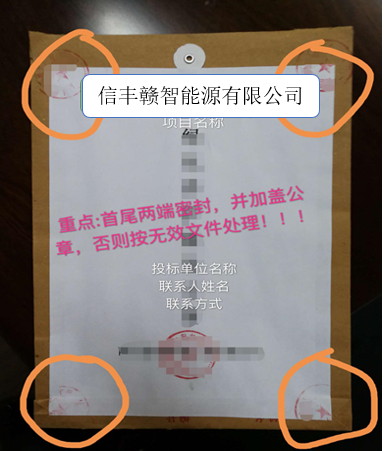 信丰赣智能源有限公司
项目名称
重点:首尾两端密封，并加盖公
章，否则按无效文件处理！！！
投标单位名称
联系人姓名
联系方式